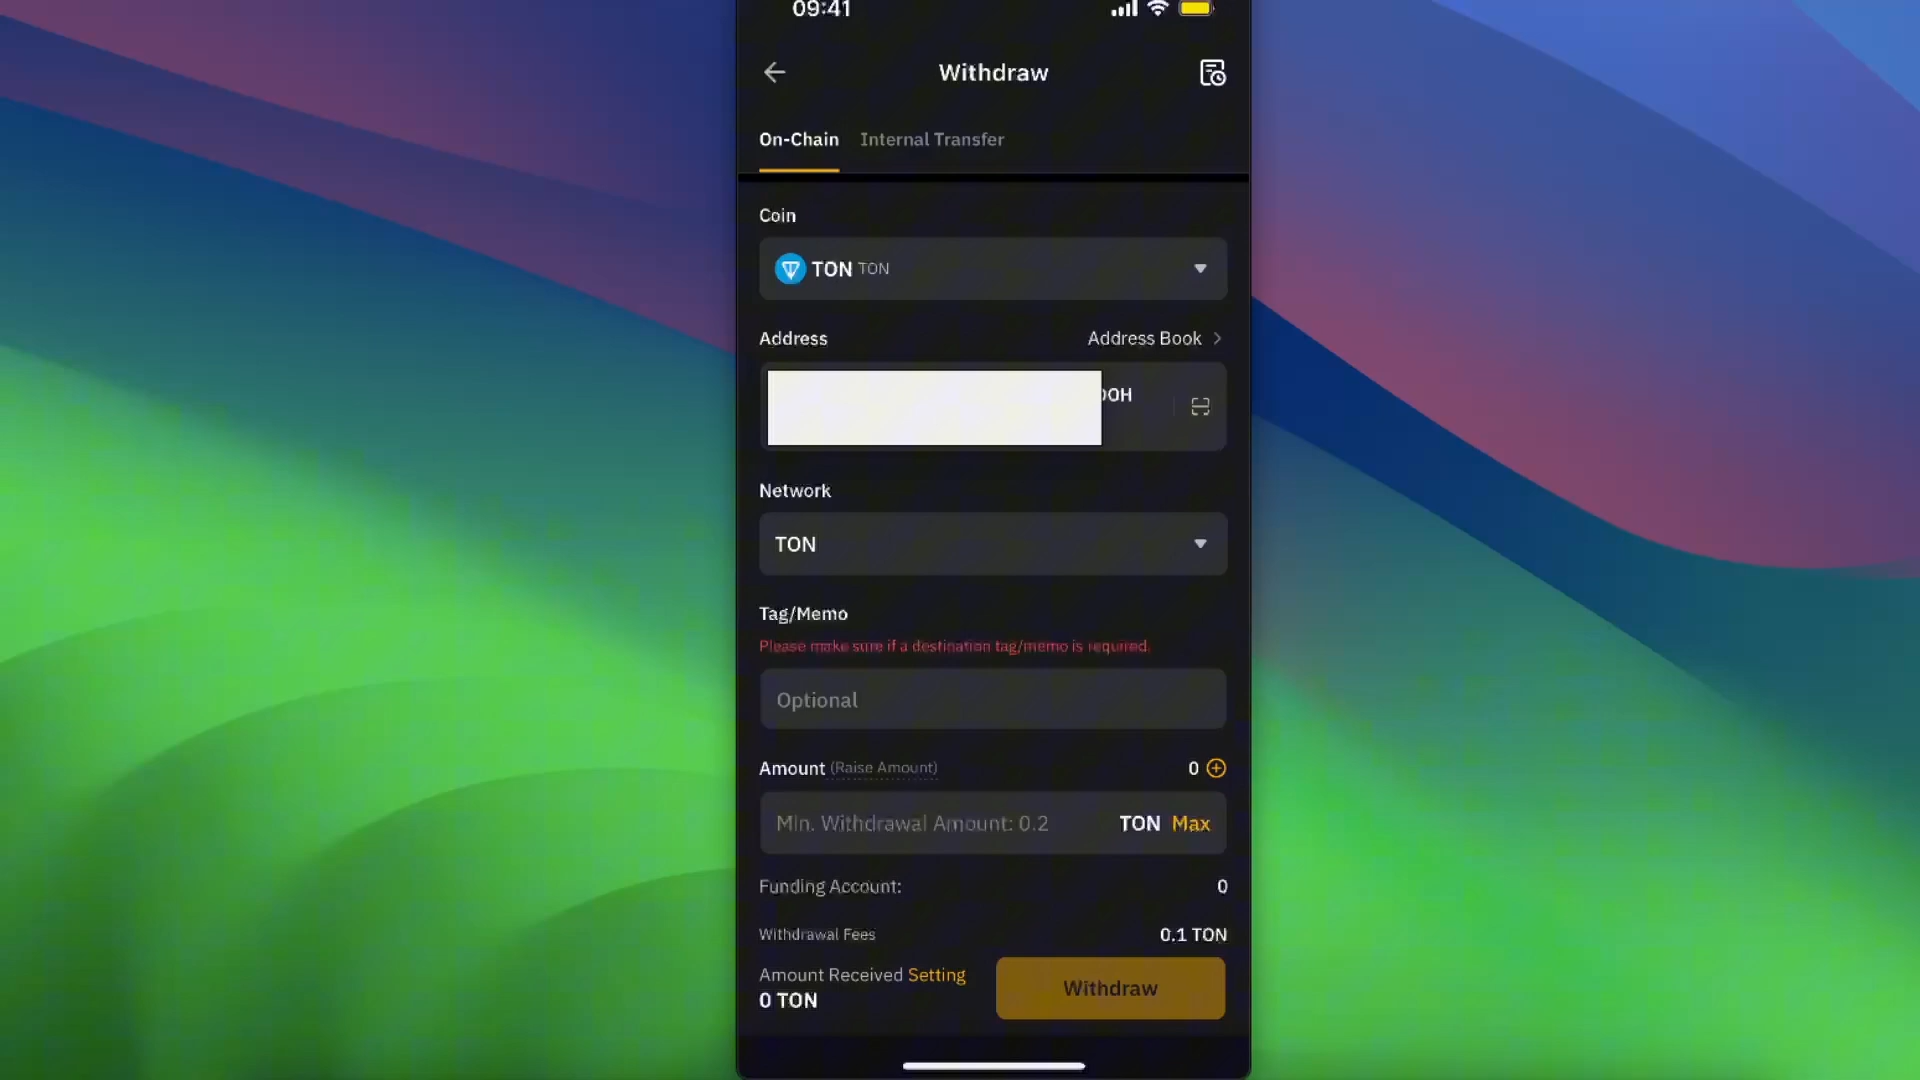 09:41
Withdraw
On-Chain Internal Transfer
Coin
TON TON
Address Address Book
OH
Network
TON
Tag/Memo
Please make sure if a destination tag/memo is required.
Optional
Amount (Raise Amount) 0
Min. Withdrawal Amount: 0.2 TON Max
Funding Account: 0
Withdrawal Fees 0.1 TON
Amount Received Setting
0 TON
Withdraw